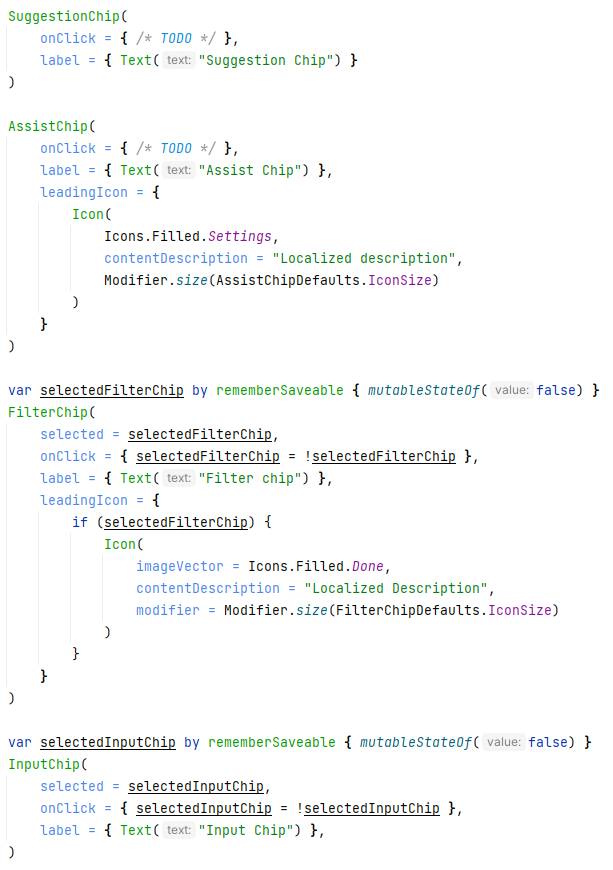 SuggestionChip(
    onClick = { /* TODO */ },
    label = { Text( text: "Suggestion Chip") }
)

AssistChip(
    onClick = { /* TODO */ },
    label = { Text( text: "Assist Chip") },
    leadingIcon = {
        Icon(
            Icons.Filled.Settings,
            contentDescription = "Localized description",
            Modifier.size(AssistChipDefaults.IconSize)
        )
    }
)

var selectedFilterChip by rememberSaveable { mutableStateOf( value: false) }
FilterChip(
    selected = selectedFilterChip,
    onClick = { selectedFilterChip = !selectedFilterChip },
    label = { Text( text: "Filter chip") },
    leadingIcon = {
        if (selectedFilterChip) {
            Icon(
                imageVector = Icons.Filled.Done,
                contentDescription = "Localized Description",
                modifier = Modifier.size(FilterChipDefaults.IconSize)
            )
        }
    }
)

var selectedInputChip by rememberSaveable { mutableStateOf( value: false) }
InputChip(
    selected = selectedInputChip,
    onClick = { selectedInputChip = !selectedInputChip },
    label = { Text( text: "Input Chip") },
)